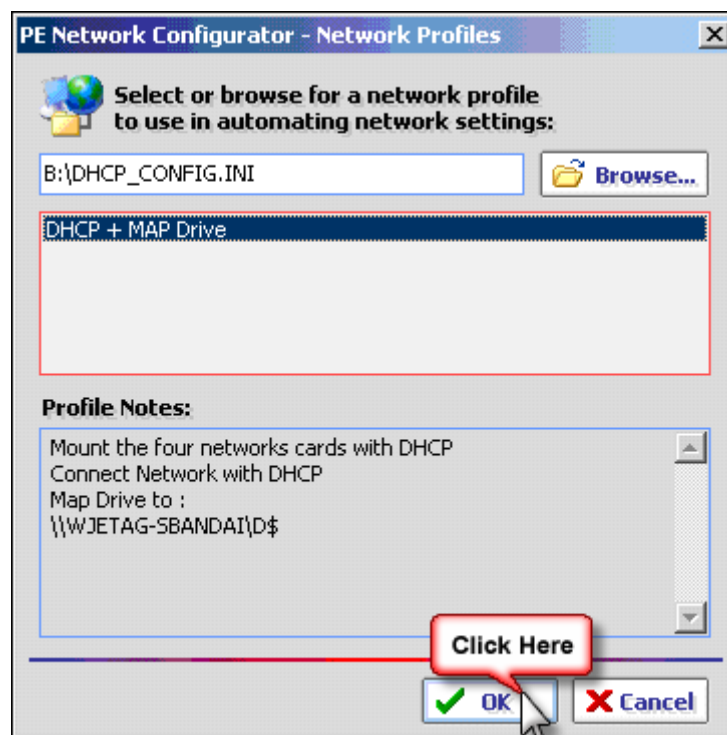 PE Network Configurator - Network Profiles
Select or browse for a network profile
to use in automating network settings:
B:\DHCP_CONFIG.INI
Browse...
DHCP + MAP Drive
Profile Notes:
Mount the four networks cards with DHCP
Connect Network with DHCP
Map Drive to :
\\WJETAG-SBANDAI\D$
Click Here
OK
Cancel